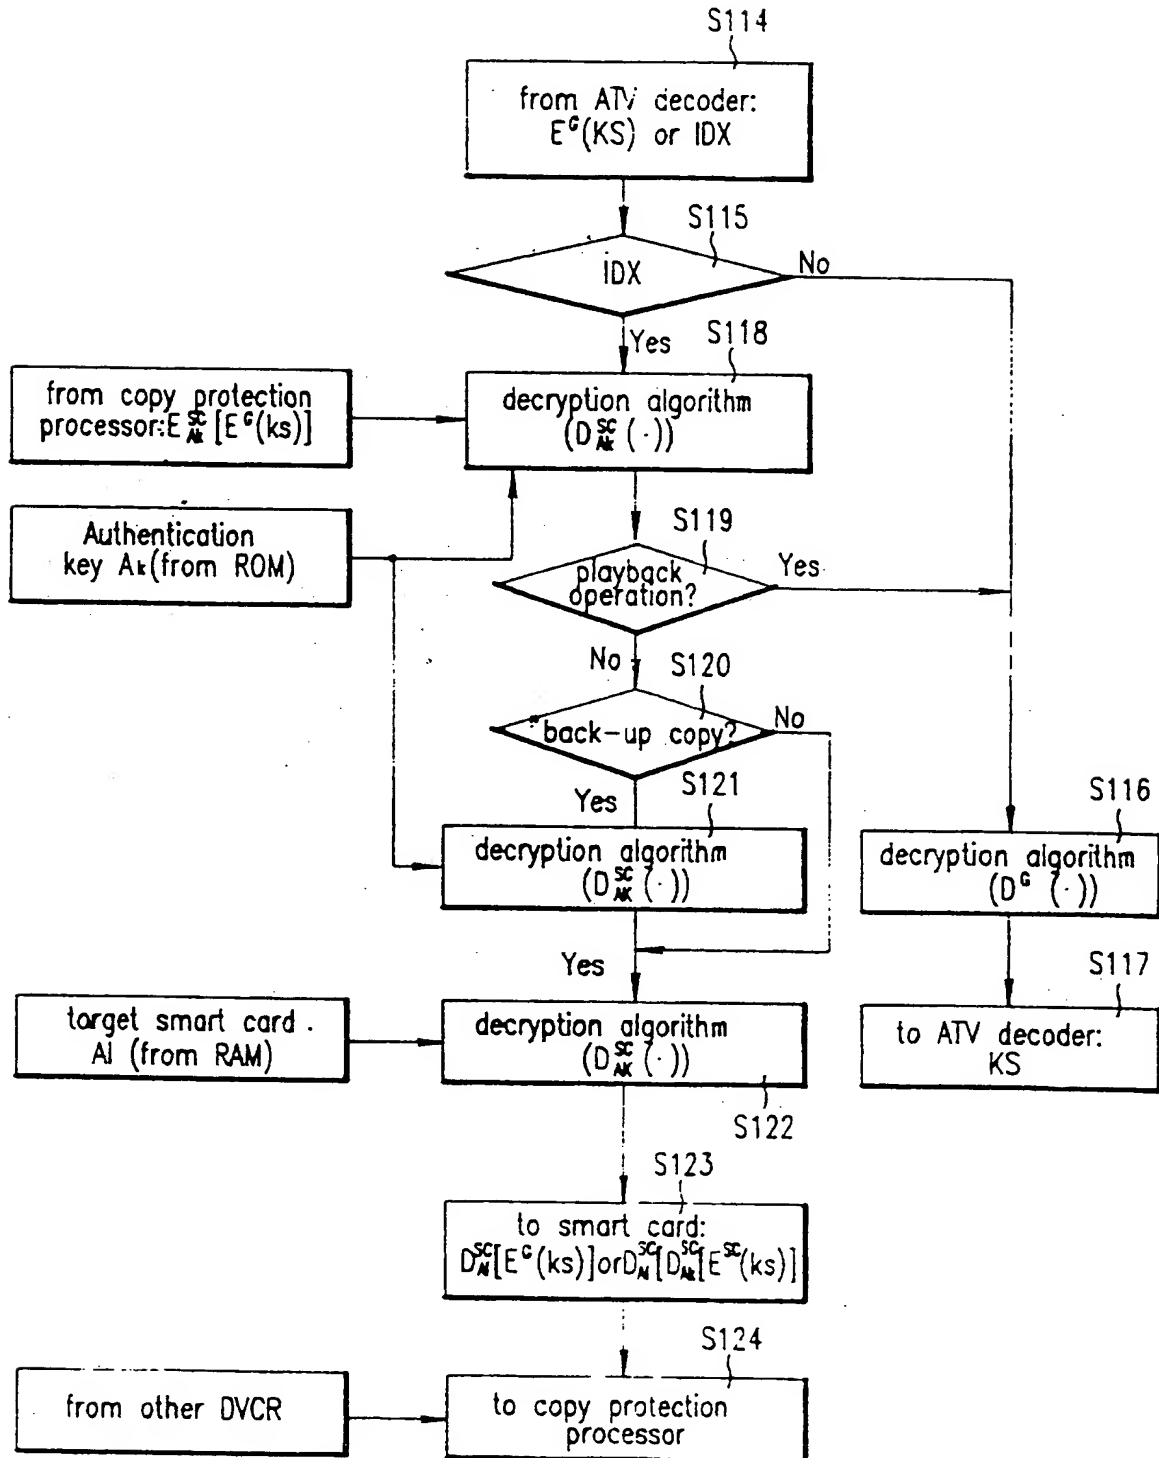 S114
from ATV decoder:
E^G(KS) or IDX
S115
IDX
No
Yes
S118
from copy protection
processor: E^SC_Ak[E^G(ks)]
decryption algorithm
(D^SC_Ak(·))
Authentication
key Ak(from ROM)
S119
playback
operation?
Yes
No
S120
back-up copy?
No
Yes
S121
decryption algorithm
(D^SC_AK(·))
S116
decryption algorithm
(D^G(·))
Yes
S117
to ATV decoder:
KS
target smart card
AI (from RAM)
decryption algorithm
(D^SC_AK(·))
S122
S123
to smart card:
D^SC_AI[E^G(ks)]orD^SC_AI[D^SC_Ak[E^SC(ks)]
S124
from other DVCR
to copy protection
processor